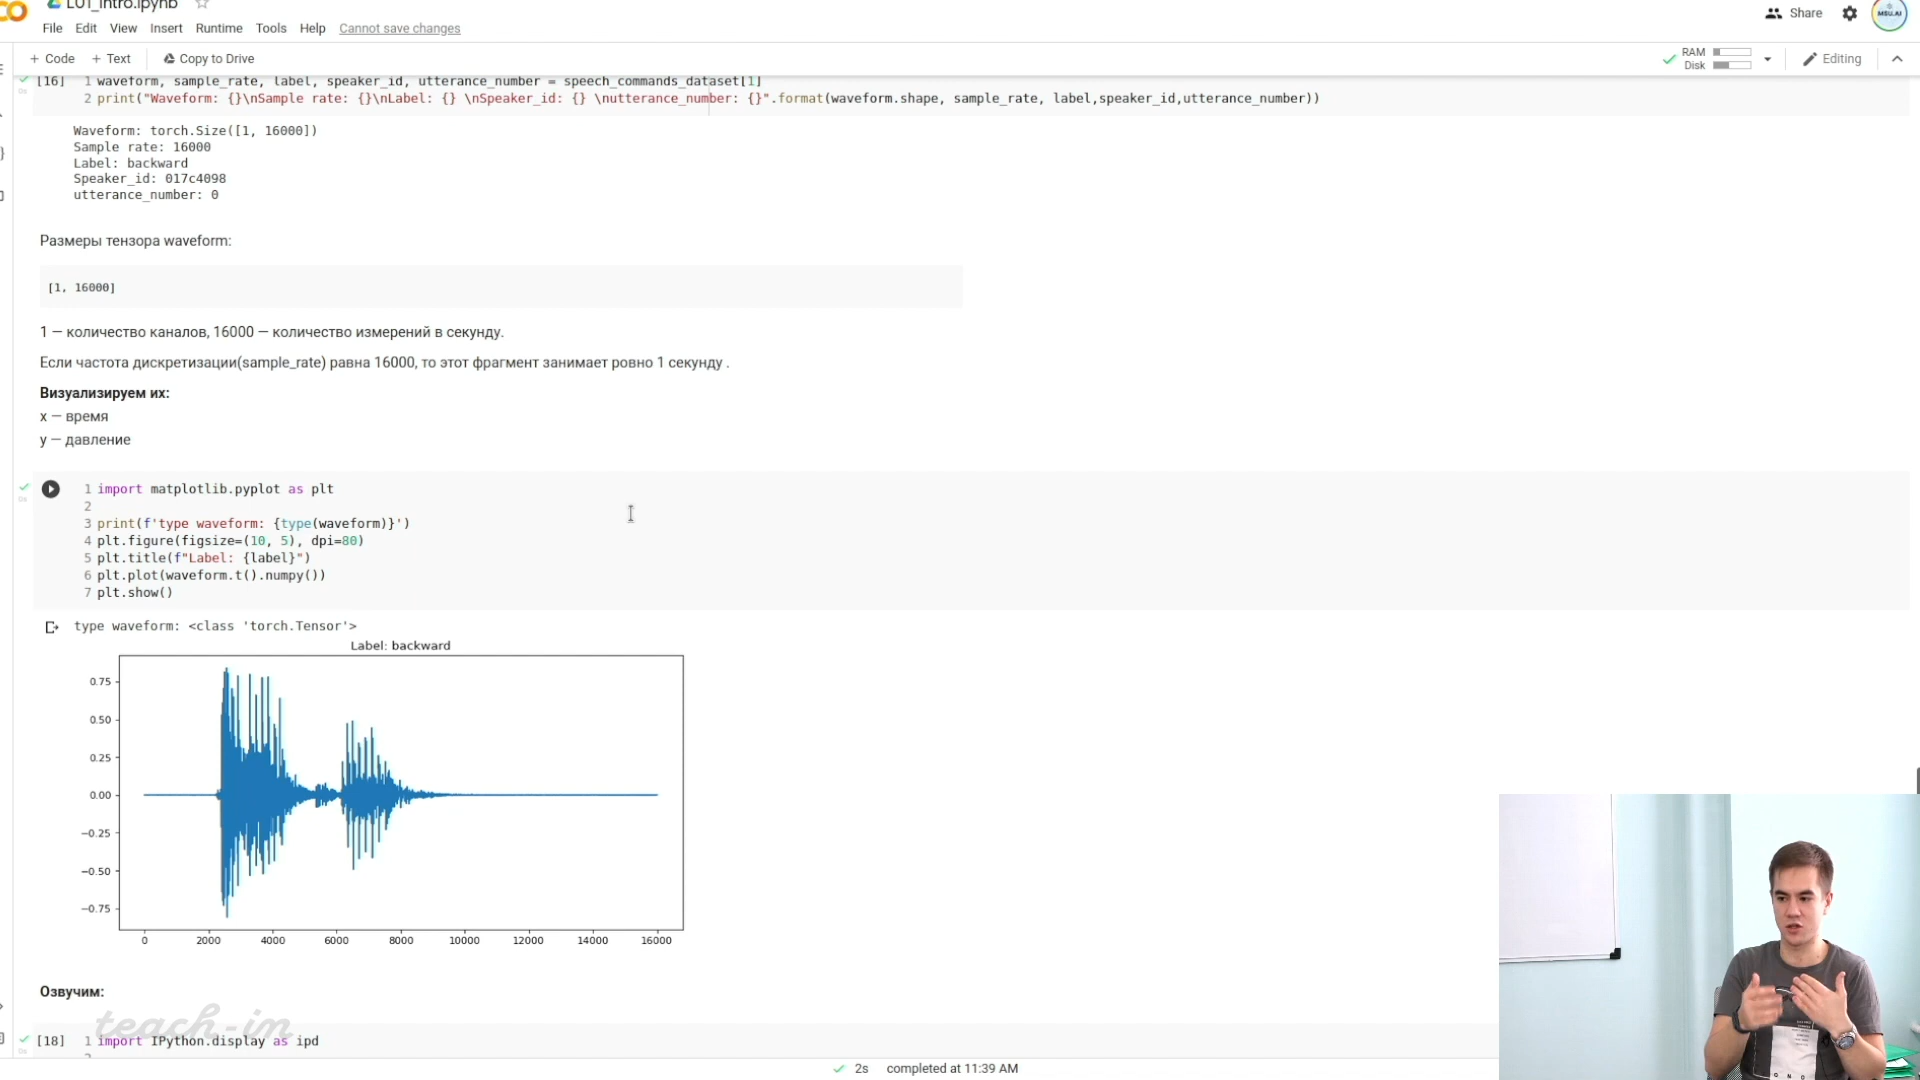 L01_intro.ipynb
File Edit View Insert Runtime Tools Help Cannot save changes
Share
MSU.AI
+ Code + Text Copy to Drive
RAM
Disk
Editing
[16] 1 waveform, sample_rate, label, speaker_id, utterance_number = speech_commands_dataset[1]
2 print("Waveform: {}\nSample rate: {}\nLabel: {} \nSpeaker_id: {} \nutterance_number: {}".format(waveform.shape, sample_rate, label,speaker_id,utterance_number))
Waveform: torch.Size([1, 16000])
Sample rate: 16000
Label: backward
Speaker_id: 017c4098
utterance_number: 0
Размеры тензора waveform:
[1, 16000]
1 — количество каналов, 16000 — количество измерений в секунду.
Если частота дискретизации(sample_rate) равна 16000, то этот фрагмент занимает ровно 1 секунду .
Визуализируем их:
x — время
y — давление
1 import matplotlib.pyplot as plt
2
3 print(f'type waveform: {type(waveform)}')
4 plt.figure(figsize=(10, 5), dpi=80)
5 plt.title(f"Label: {label}")
6 plt.plot(waveform.t().numpy())
7 plt.show()
type waveform: <class 'torch.Tensor'>
Label: backward
0.75
0.50
0.25
0.00
−0.25
−0.50
−0.75
0 2000 4000 6000 8000 10000 12000 14000 16000
Озвучим:
teach-in
[18] 1 import IPython.display as ipd
2s completed at 11:39 AM